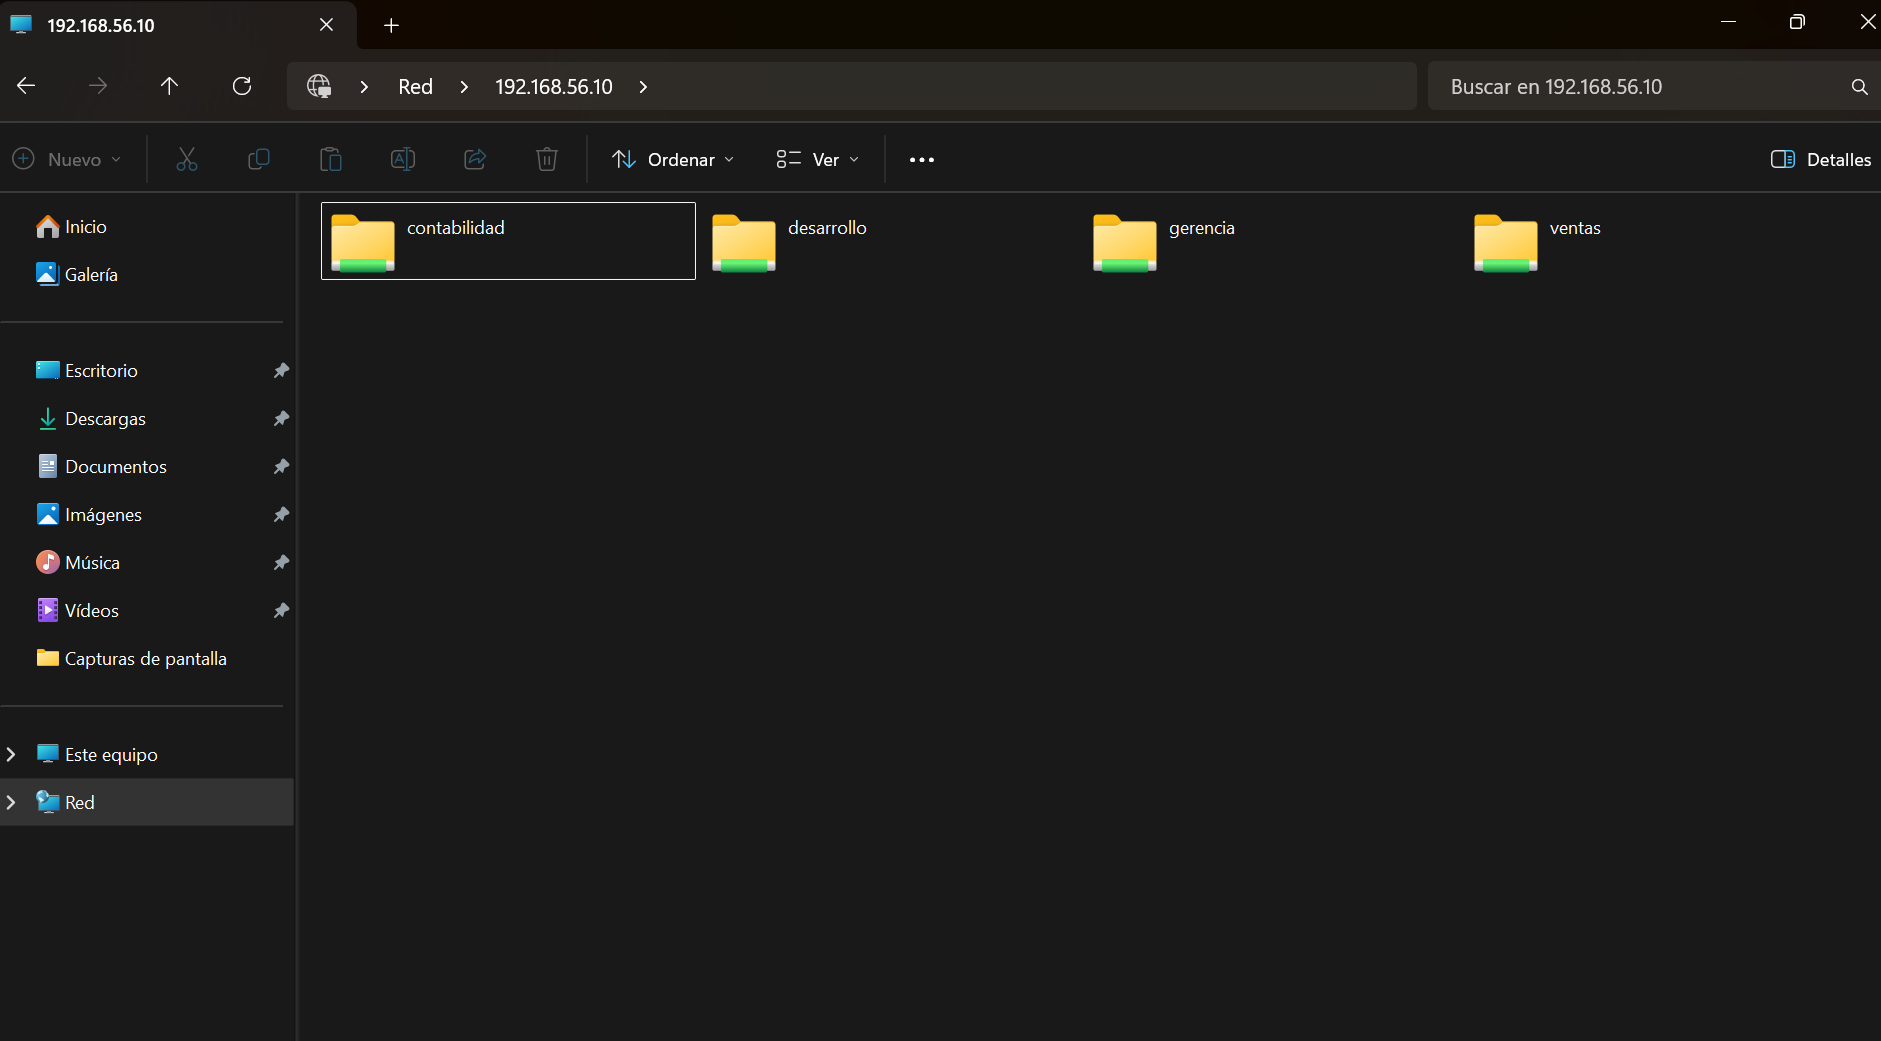 192.168.56.10
Red
192.168.56.10
Buscar en 192.168.56.10
Nuevo
Ordenar
Ver
Detalles
Inicio
Galería
Escritorio
Descargas
Documentos
Imágenes
Música
Vídeos
Capturas de pantalla
Este equipo
Red
contabilidad
desarrollo
gerencia
ventas